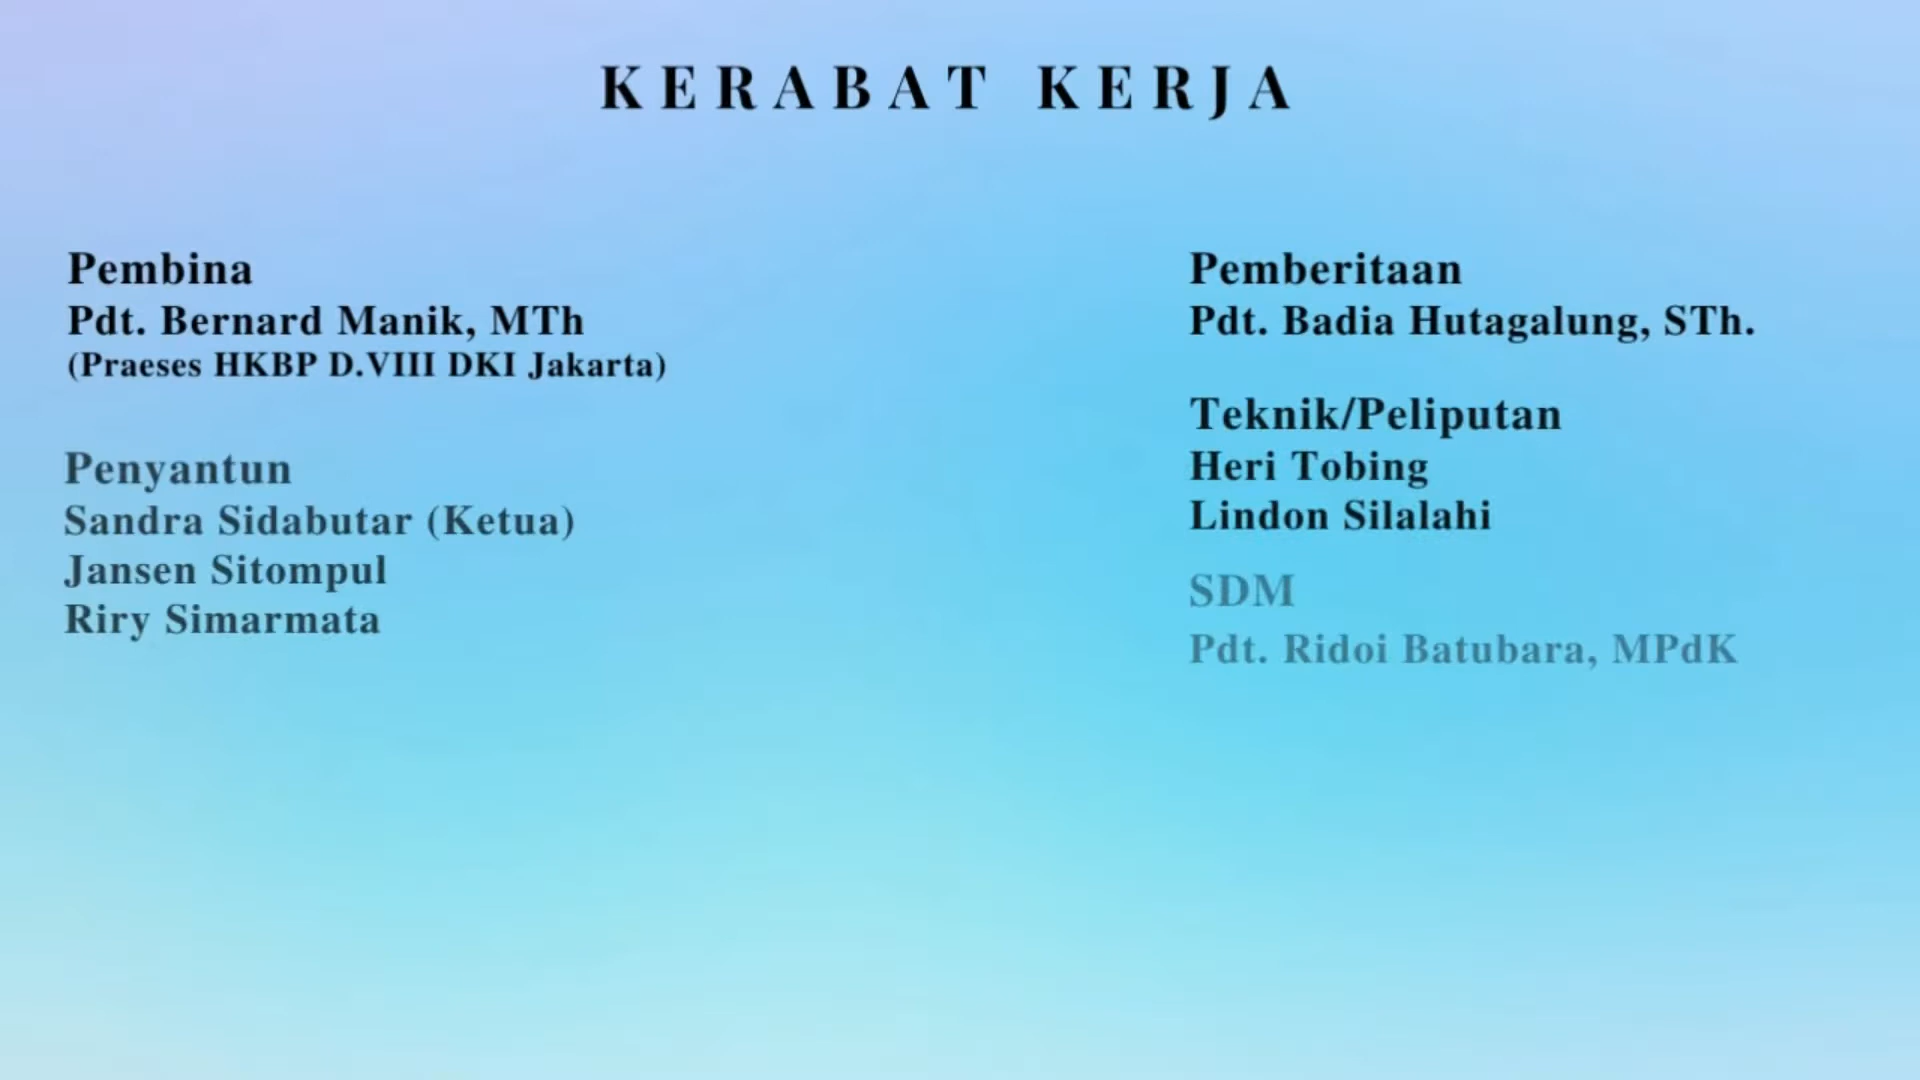 KERABAT KERJA
Pembina
Pdt. Bernard Manik, MTh
(Praeses HKBP D.VIII DKI Jakarta)
Penyantun
Sandra Sidabutar (Ketua)
Jansen Sitompul
Riry Simarmata
Pemberitaan
Pdt. Badia Hutagalung, STh.
Teknik/Peliputan
Heri Tobing
Lindon Silalahi
SDM
Pdt. Ridoi Batubara, MPdK